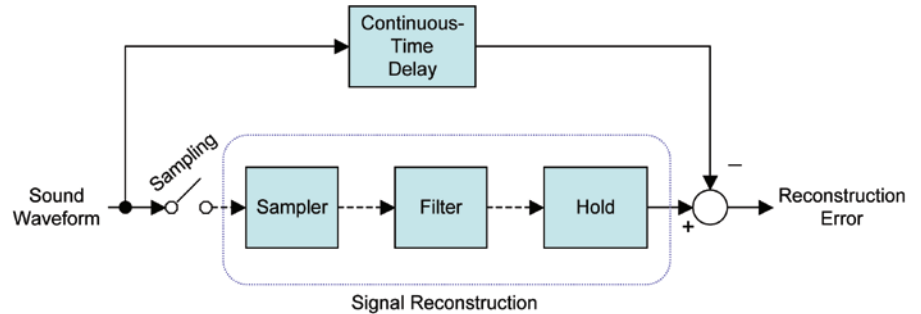 Continuous-
Time
Delay
Sampling
Sound
Waveform
Sampler
Filter
Hold
+
–
Reconstruction
Error
Signal Reconstruction